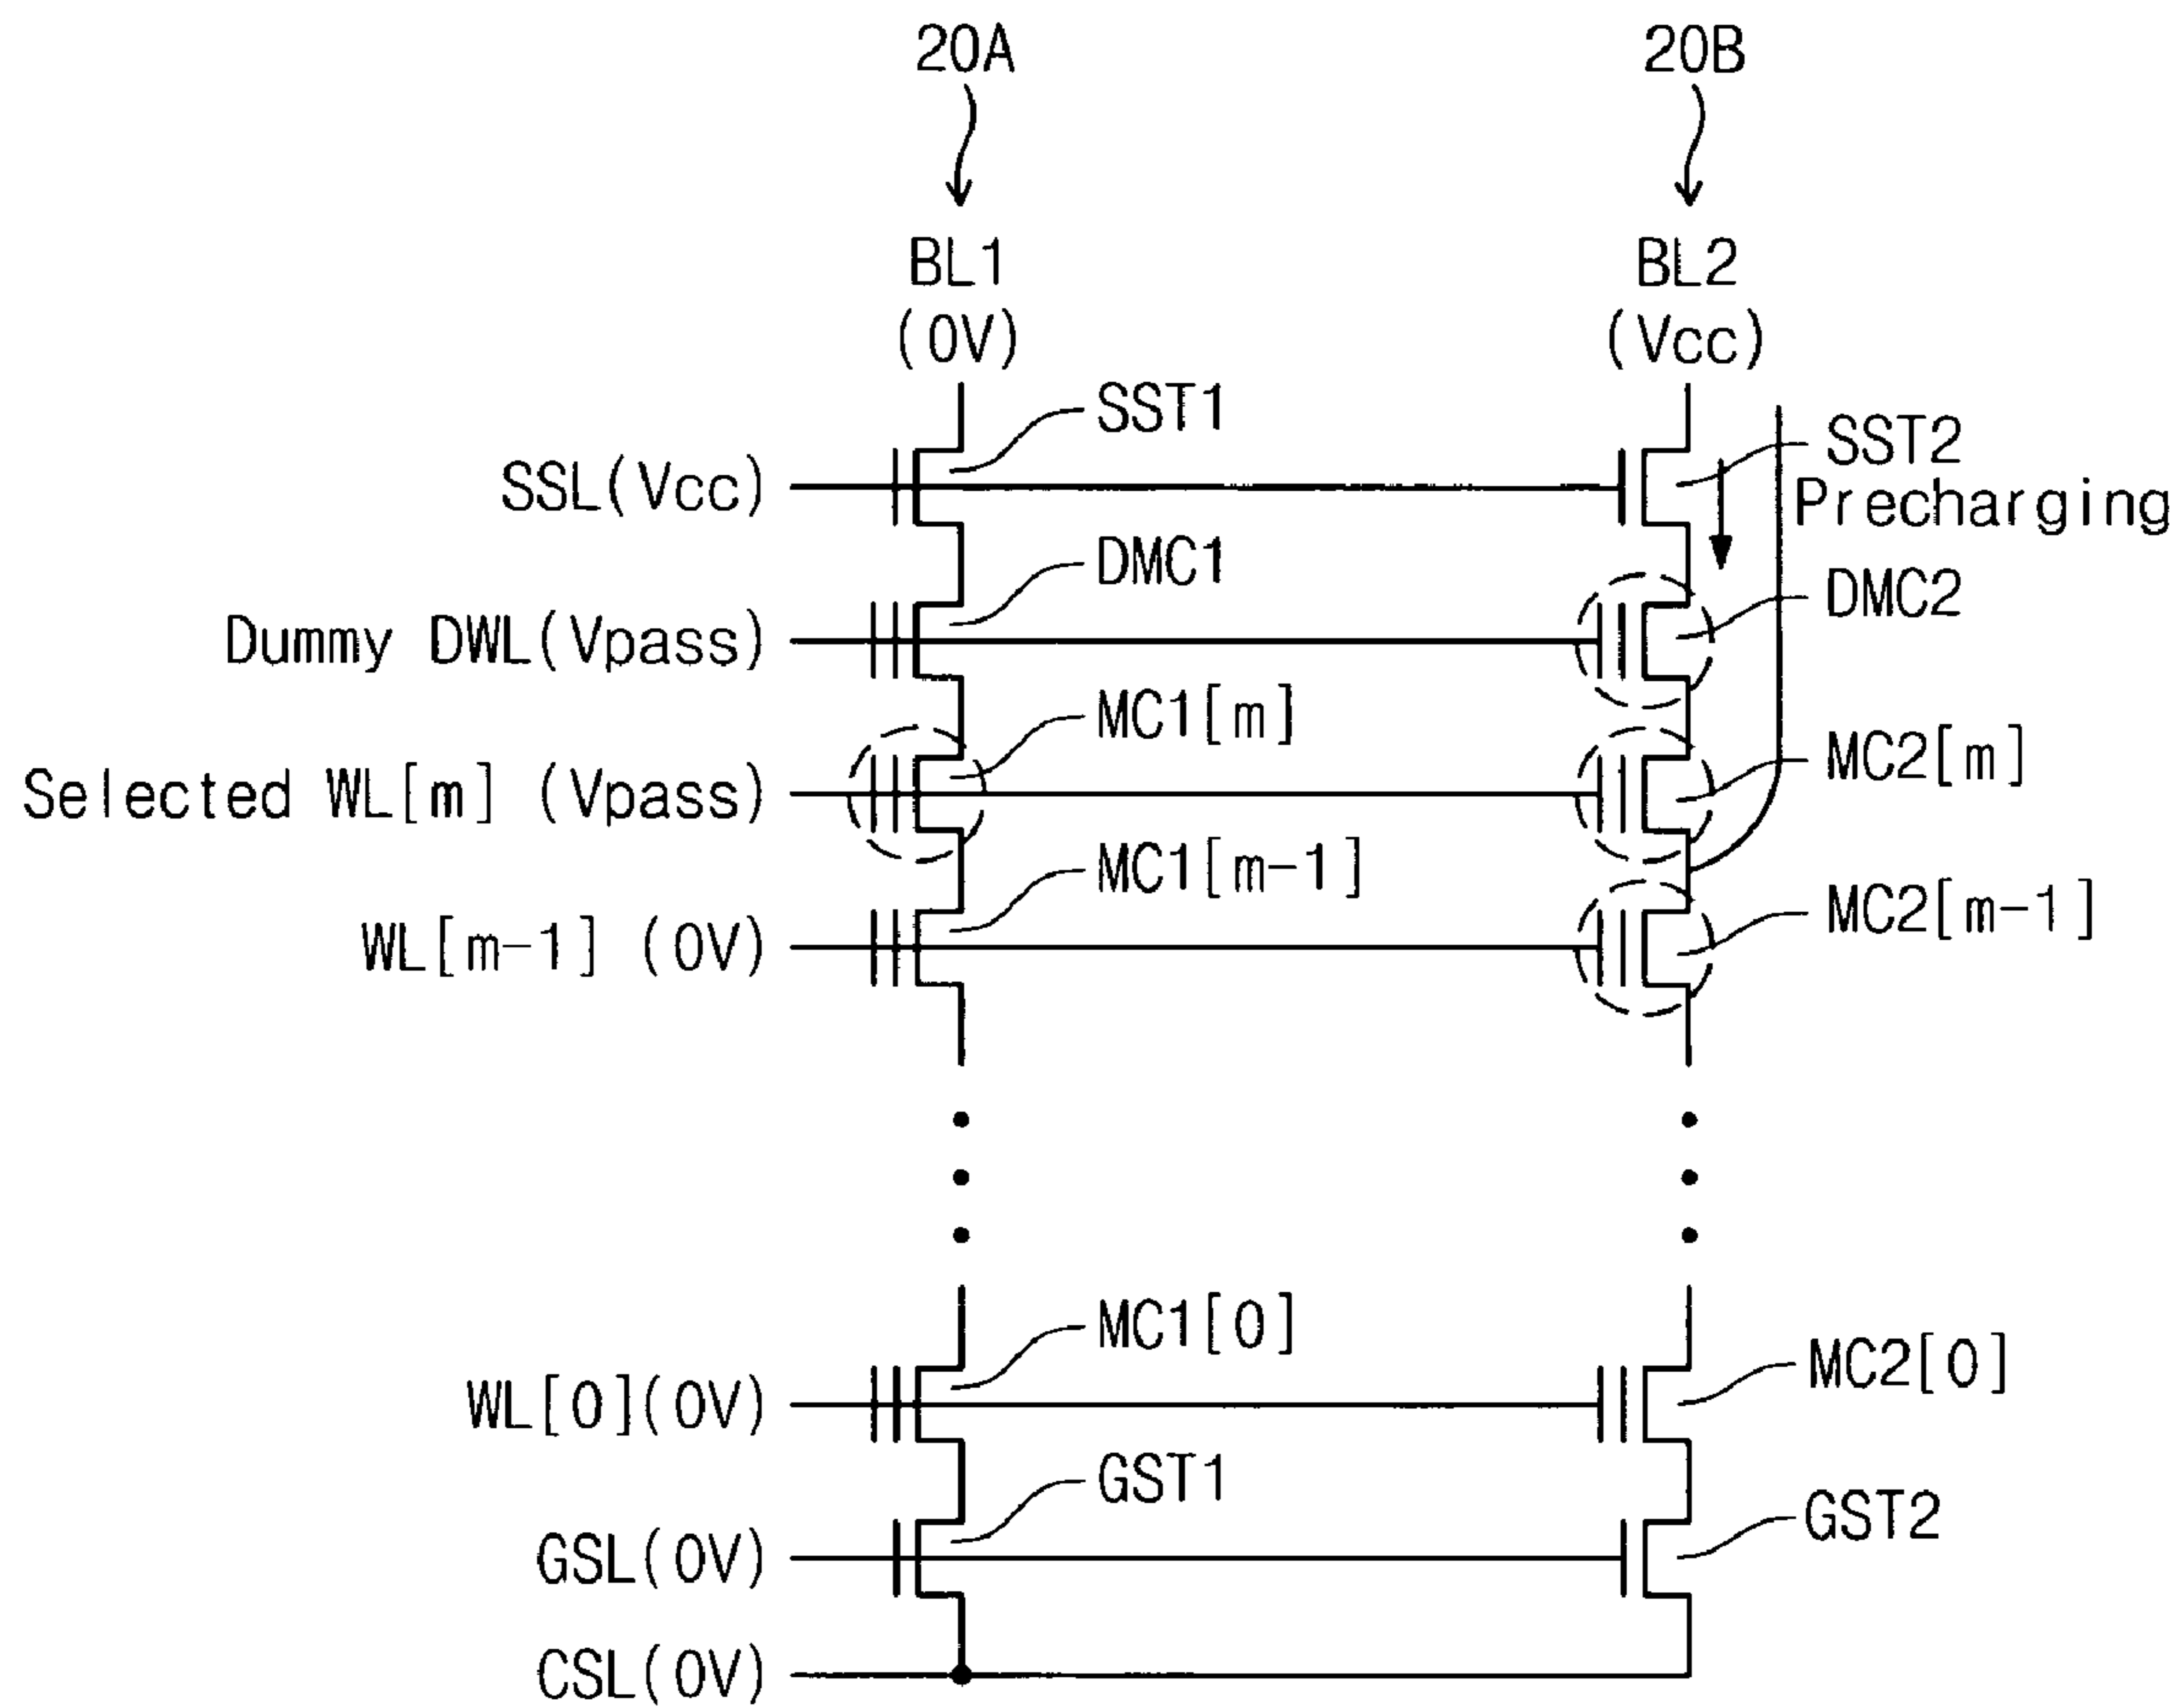 20A 20B
BL1 BL2
(0V) (Vcc)
SST1
SST2
SSL(Vcc)
Precharging
DMC1
DMC2
Dummy DWL(Vpass)
MC1[m]
MC2[m]
Selected WL[m] (Vpass)
MC1[m-1]
MC2[m-1]
WL[m-1] (0V)
MC1[0]
MC2[0]
WL[0](0V)
GST1
GST2
GSL(0V)
CSL(0V)